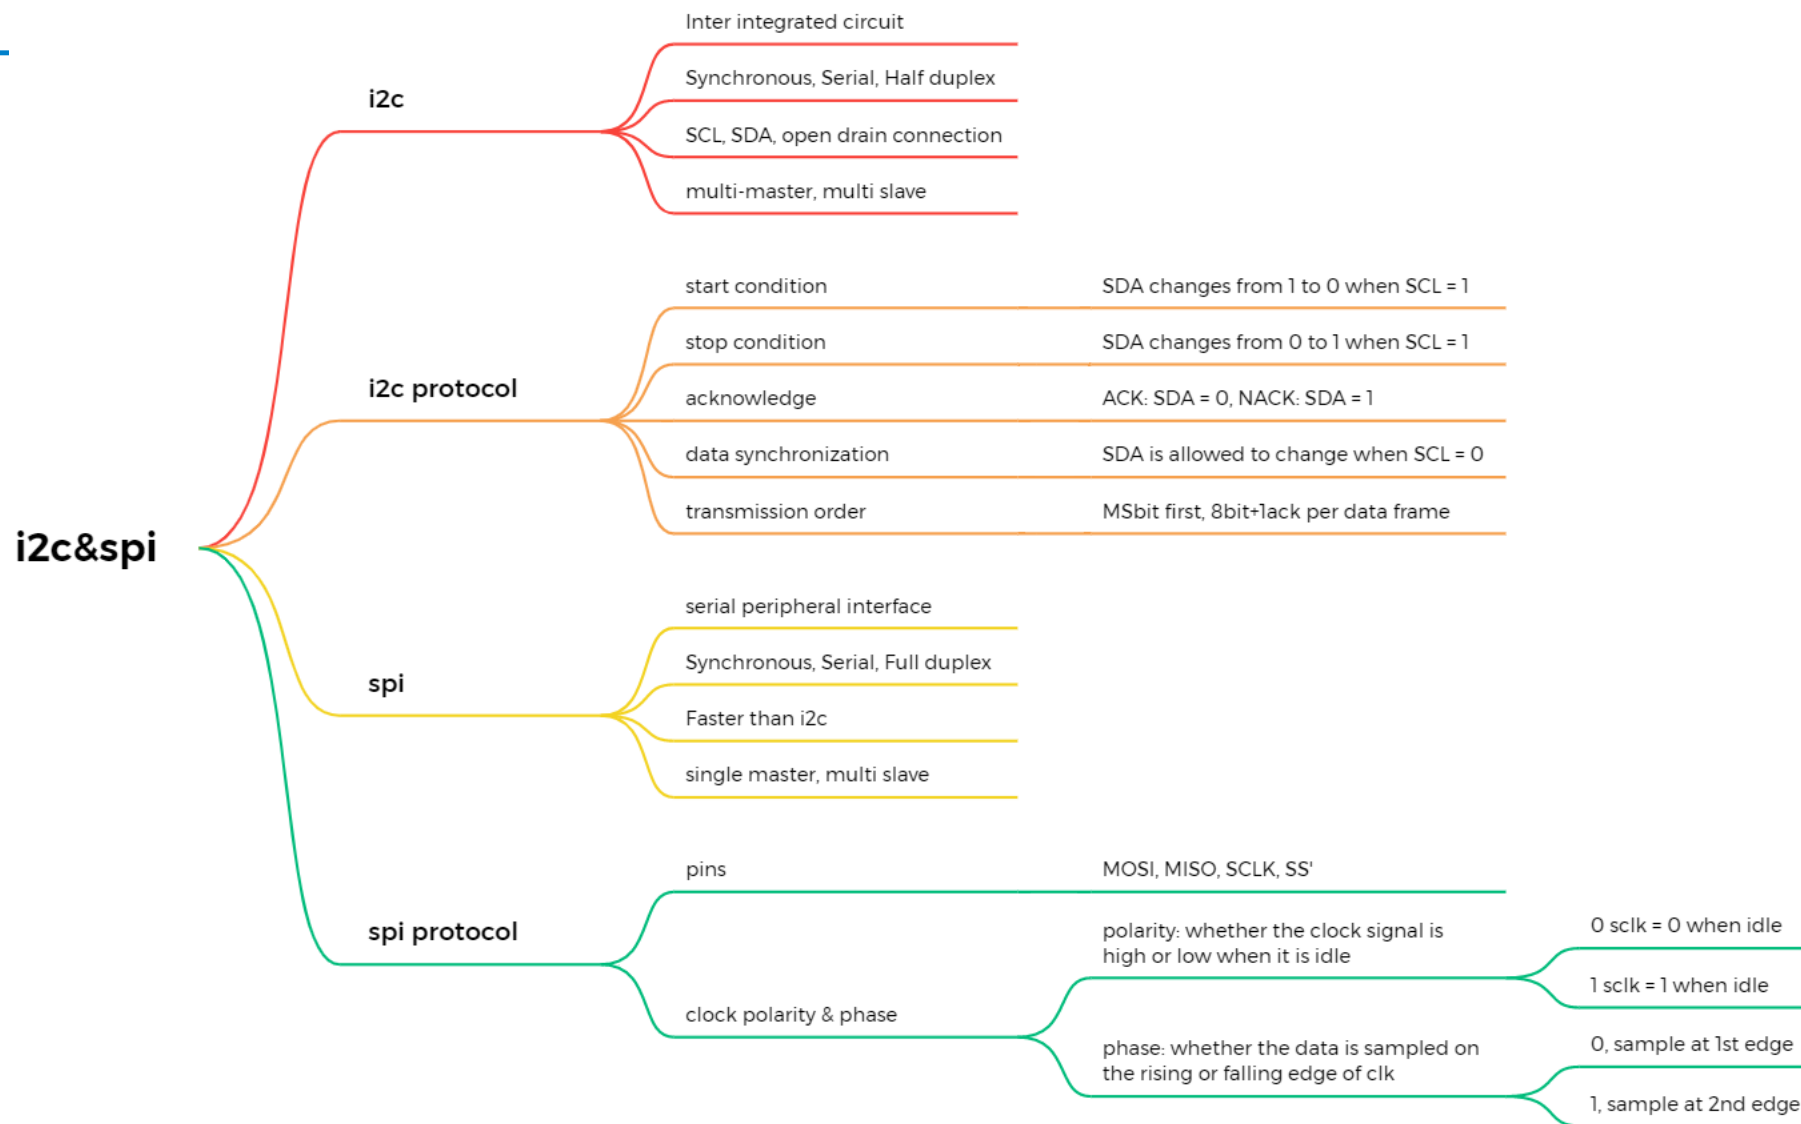 i2c&spi
i2c
Inter integrated circuit
Synchronous, Serial, Half duplex
SCL, SDA, open drain connection
multi-master, multi slave
i2c protocol
start condition
SDA changes from 1 to 0 when SCL = 1
stop condition
SDA changes from 0 to 1 when SCL = 1
acknowledge
ACK: SDA = 0, NACK: SDA = 1
data synchronization
SDA is allowed to change when SCL = 0
transmission order
MSbit first, 8bit+1ack per data frame
spi
serial peripheral interface
Synchronous, Serial, Full duplex
Faster than i2c
single master, multi slave
spi protocol
pins
MOSI, MISO, SCLK, SS'
clock polarity & phase
polarity: whether the clock signal is
high or low when it is idle
0 sclk = 0 when idle
1 sclk = 1 when idle
phase: whether the data is sampled on
the rising or falling edge of clk
0, sample at 1st edge
1, sample at 2nd edge